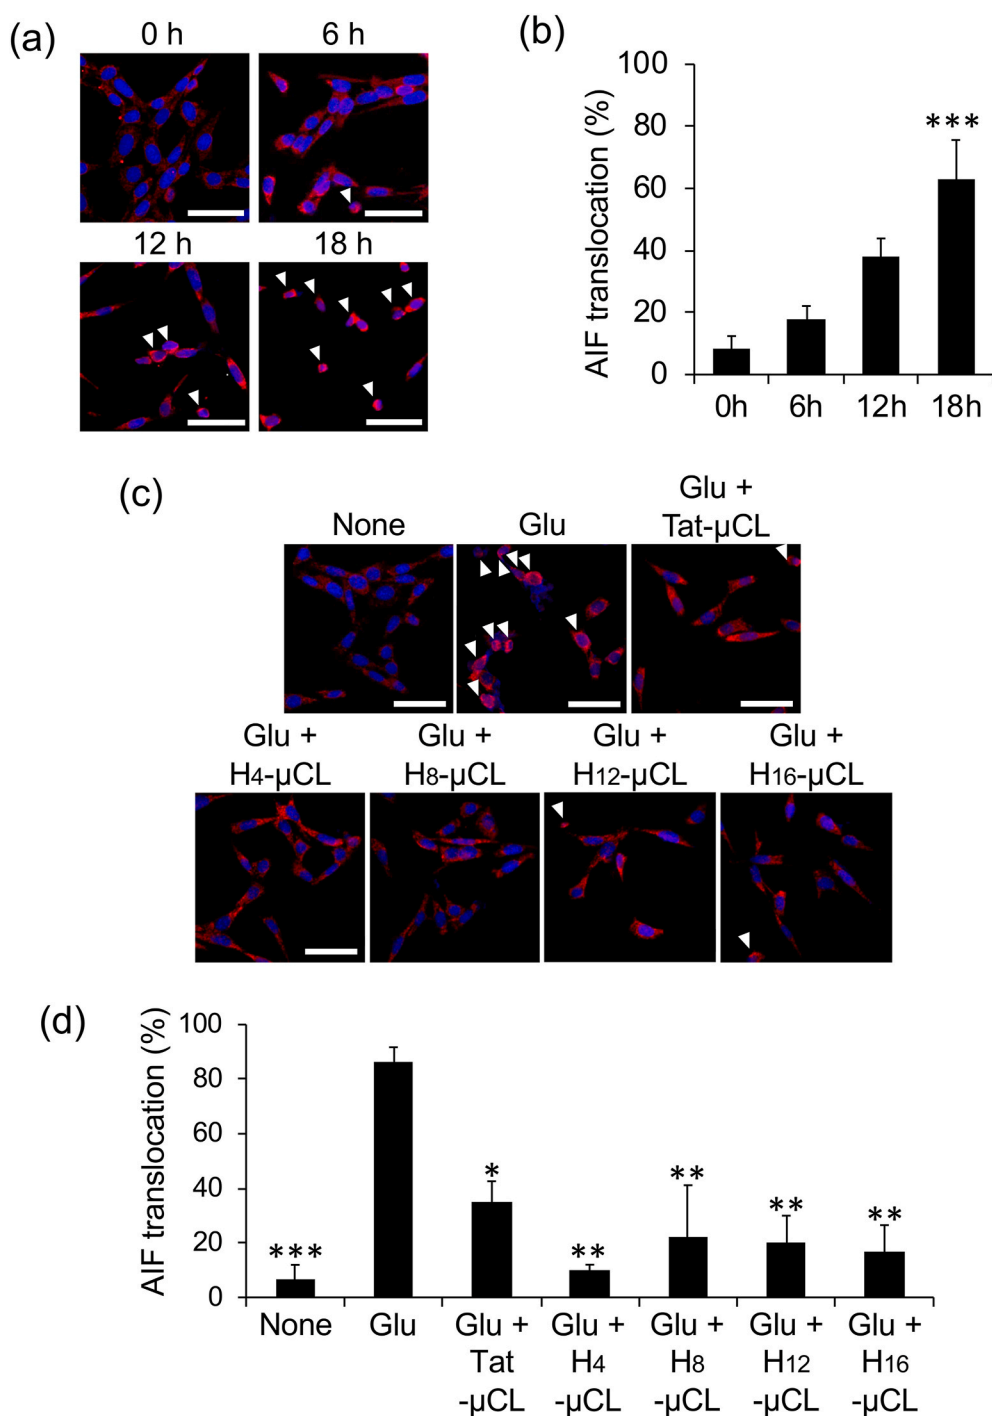 (a)
0 h
6 h
12 h
18 h
(b)
AIF translocation (%)
100
80
60
40
20
0
***
0h
6h
12h
18h
(c)
None
Glu
Glu +
Tat-µCL
Glu +
H4-µCL
Glu +
H8-µCL
Glu +
H12-µCL
Glu +
H16-µCL
(d)
AIF translocation (%)
100
80
60
40
20
0
***
*
**
**
**
**
None
Glu
Glu +
Tat
-µCL
Glu +
H4
-µCL
Glu +
H8
-µCL
Glu +
H12
-µCL
Glu +
H16
-µCL